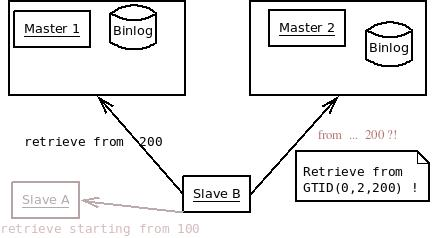 Master 1
Binlog
Master 2
Binlog
retrieve from 200
from ... 200 ?!
Retrieve from
GTID(0,2,200) !
Slave A
Slave B
retrieve starting from 100